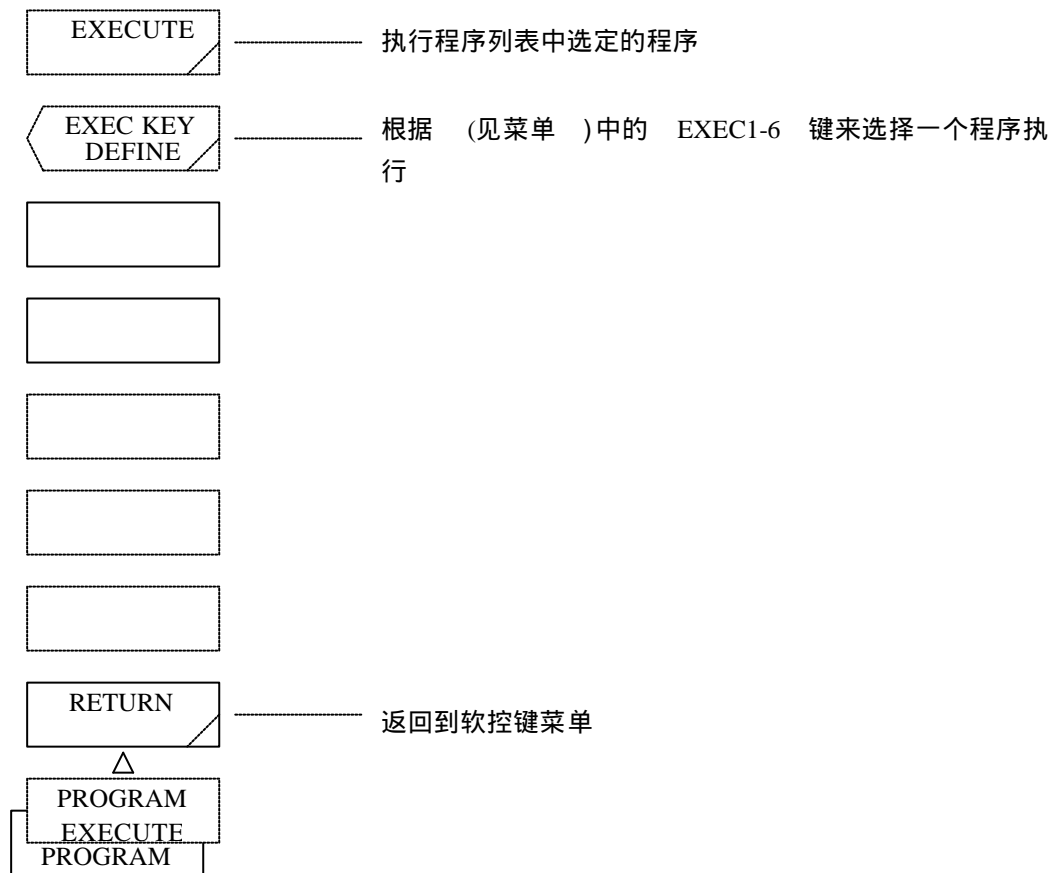 EXECUTE
执行程序列表中选定的程序
EXEC KEY
DEFINE
根据 (见菜单 )中的 EXEC1-6 键来选择一个程序执
行
RETURN
返回到软控键菜单
PROGRAM
EXECUTE
PROGRAM